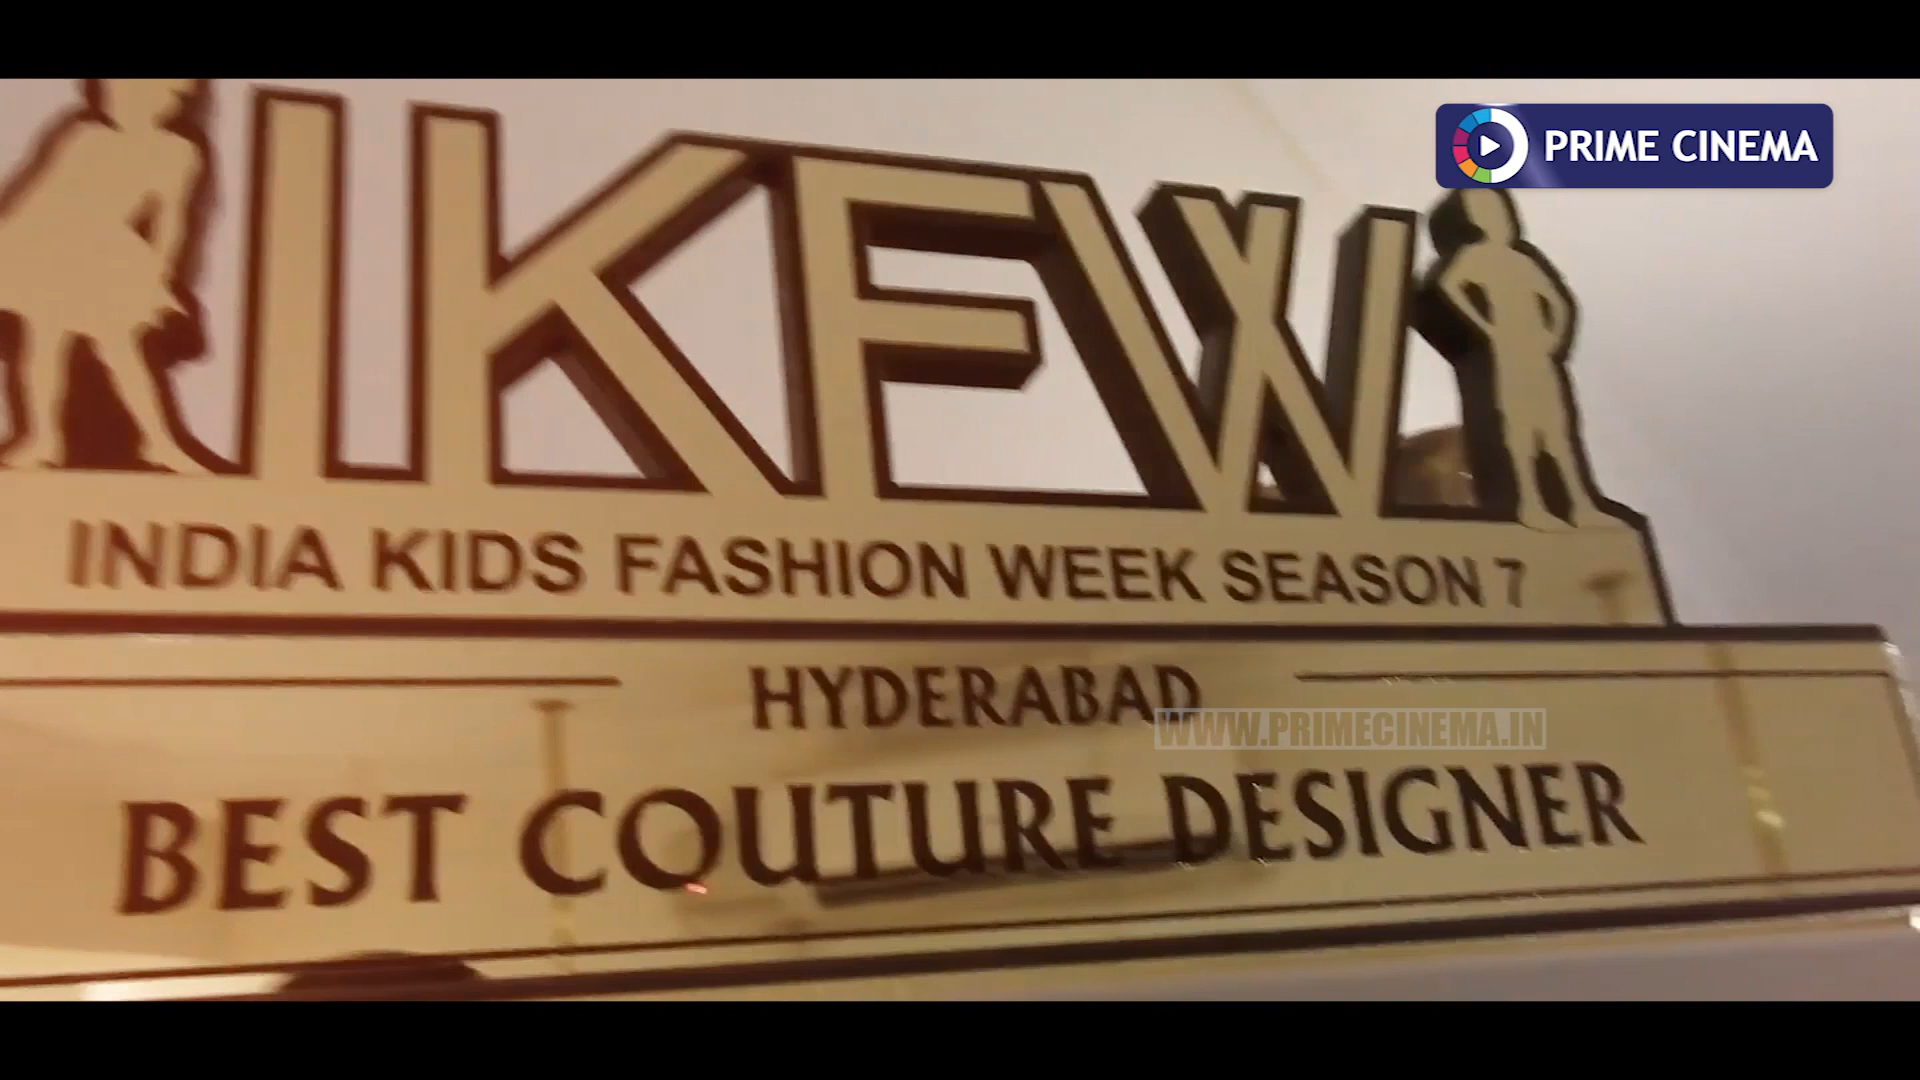 PRIME CINEMA
IKFW
INDIA KIDS FASHION WEEK SEASON 7
HYDERABAD
WWW.PRIMECINEMA.IN
BEST COUTURE DESIGNER